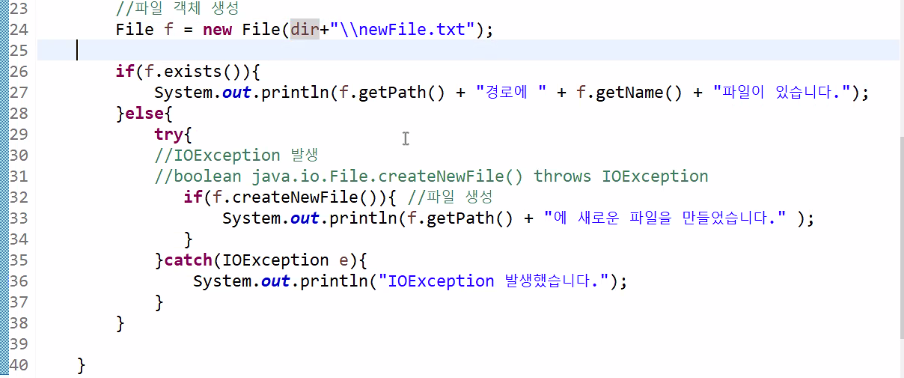 23 //파일 객체 생성
24 File f = new File(dir+"\\newFile.txt");
25
26 if(f.exists()){
27 System.out.println(f.getPath() + "경로에 " + f.getName() + "파일이 있습니다.");
28 }else{
29 try{
30 //IOException 발생
31 //boolean java.io.File.createNewFile() throws IOException
32 if(f.createNewFile()){ //파일 생성
33 System.out.println(f.getPath() + "에 새로운 파일을 만들었습니다." );
34 }
35 }catch(IOException e){
36 System.out.println("IOException 발생했습니다.");
37 }
38 }
39
40 }